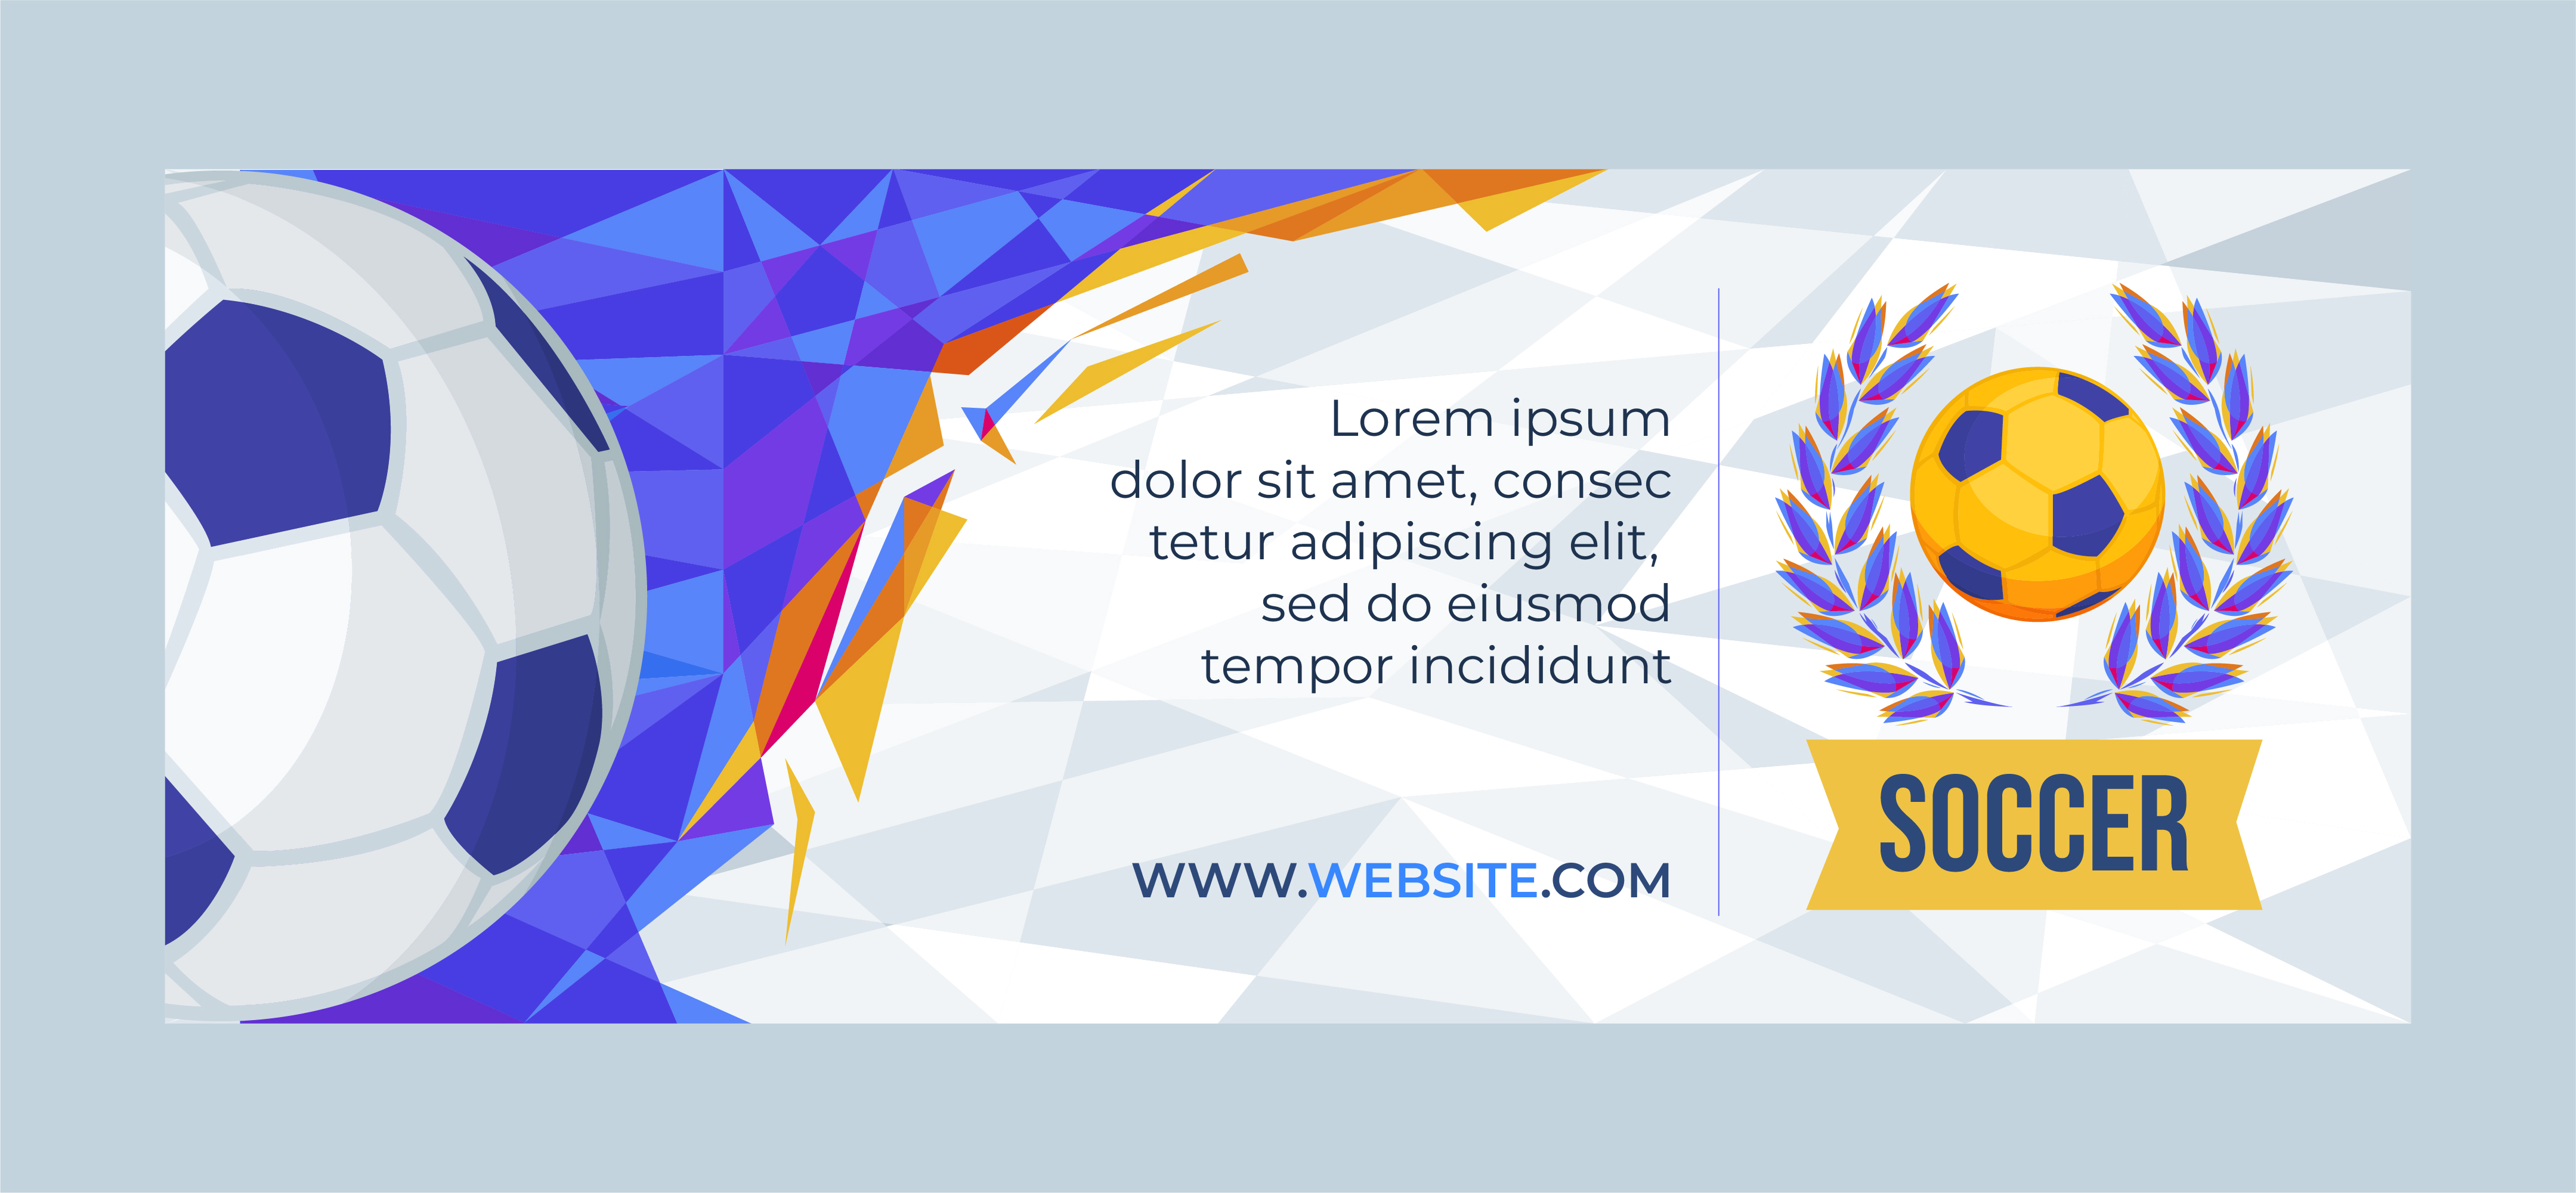 Lorem ipsum
dolor sit amet, consec
tetur adipiscing elit,
sed do eiusmod
tempor incididunt
WWW.WEBSITE.COM
SOCCER